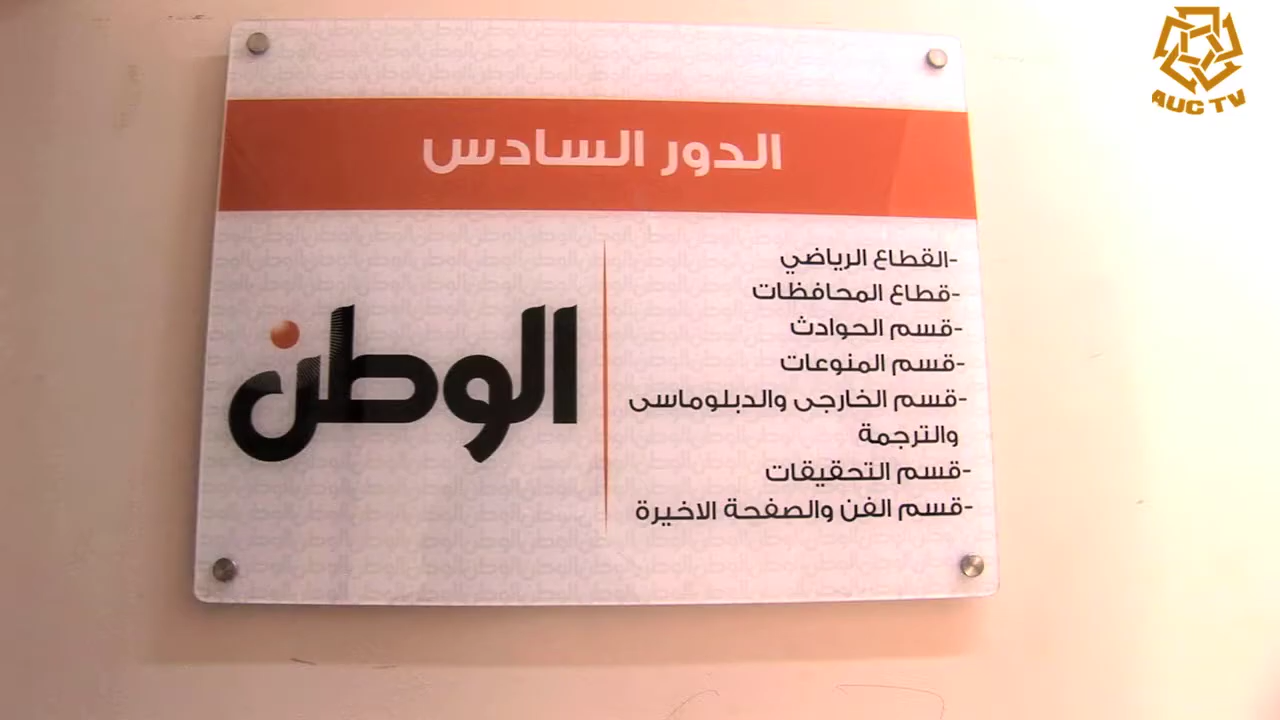 AUC TV
الدور السادس
-القطاع الرياضي
-قطاع المحافظات
-قسم الحوادث
-قسم المنوعات
-قسم الخارجى والدبلوماسى
والترجمة
-قسم التحقيقات
-قسم الفن والصفحة الاخيرة
الوطن